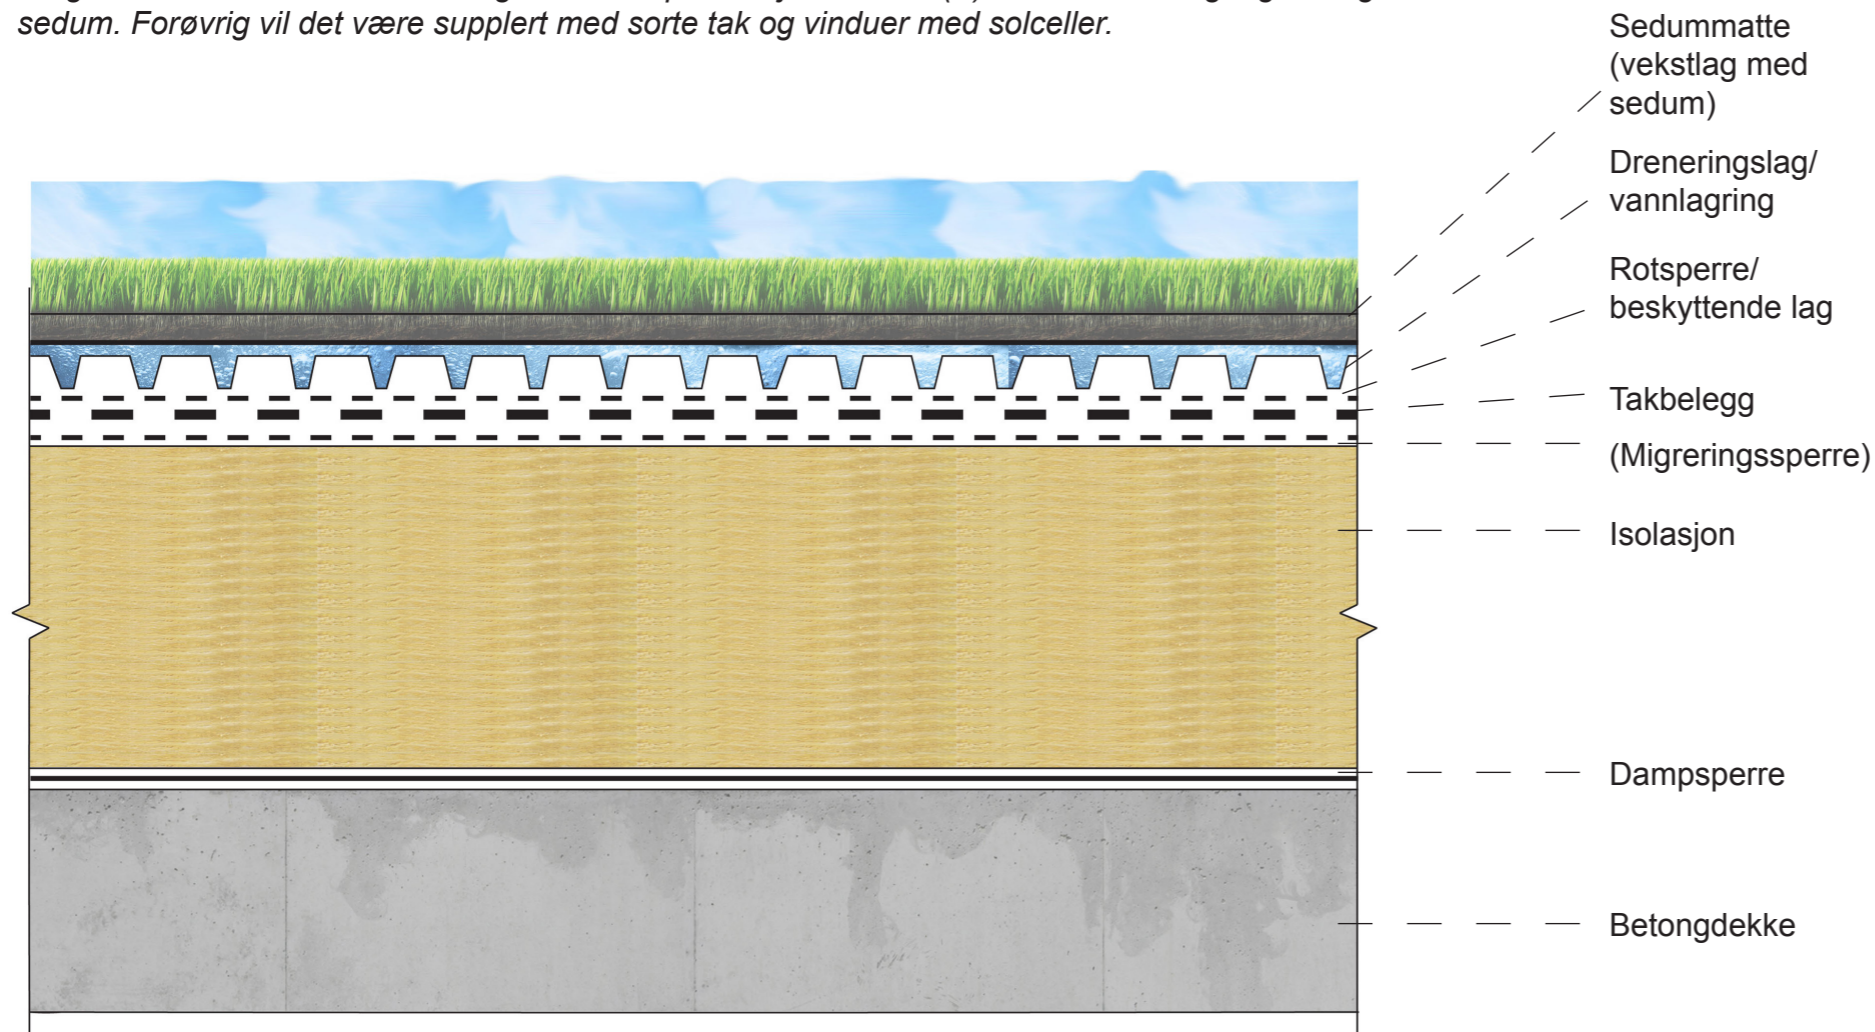 sedum. Forøvrig vil det være supplert med sorte tak og vinduer med solceller.
Sedummatte
(vekstlag med
sedum)
Dreneringslag/
vannlagring
Rotsperre/
beskyttende lag
Takbelegg
(Migreringssperre)
Isolasjon
Dampsperre
Betongdekke